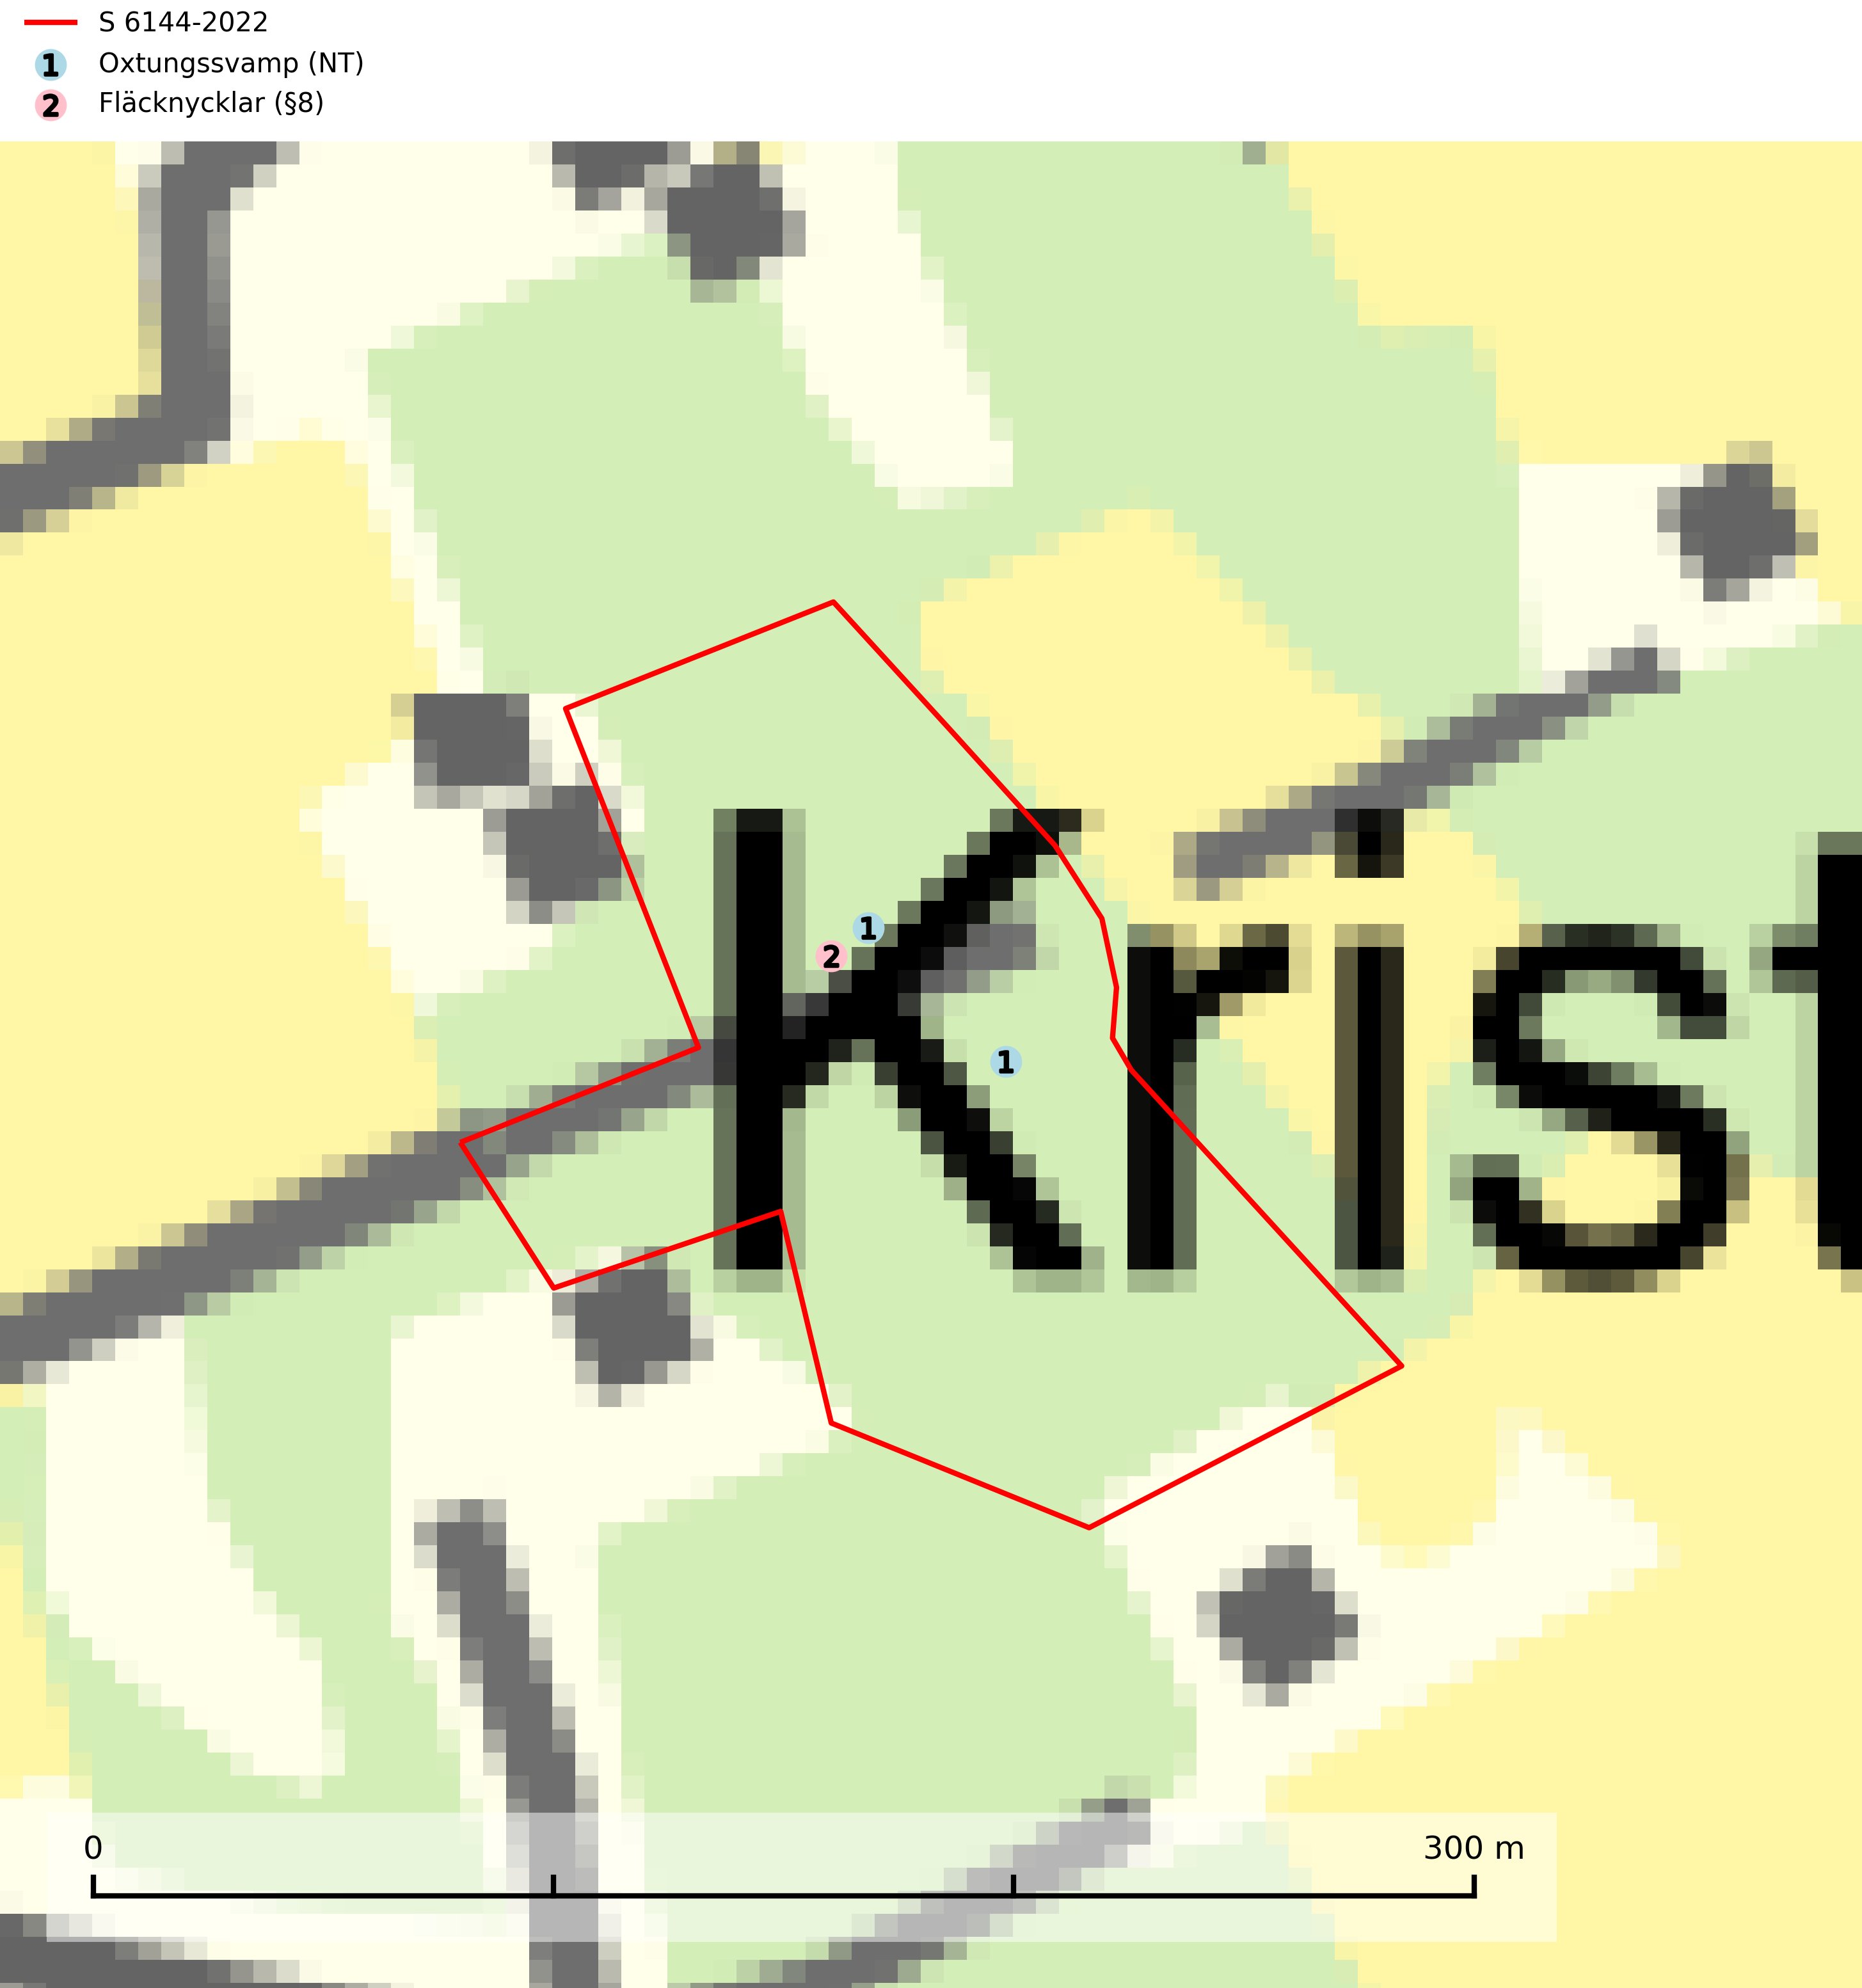 S 6144-2022
1 Oxtungssvamp (NT)
2 Fläcknycklar (§8)
Krist
1
2
1
0 300 m